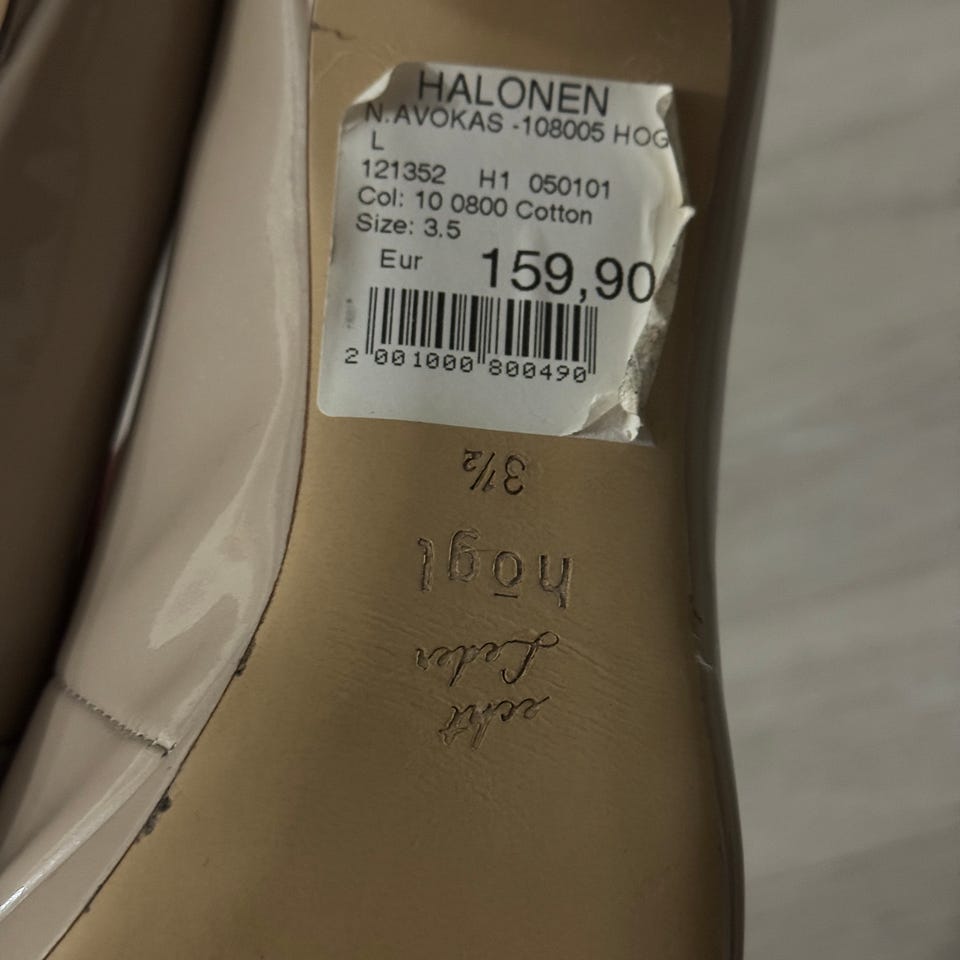 HALONEN
N.AVOKAS -108005 HOG
L
121352 H1 050101
Col: 10 0800 Cotton
Size: 3.5
Eur 159,90
2 001000 800490
3½
högl
Leder
echt